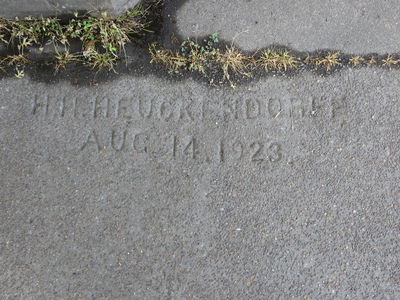 H.H. HEUCKENDORFF
AUG. 14. 1923.